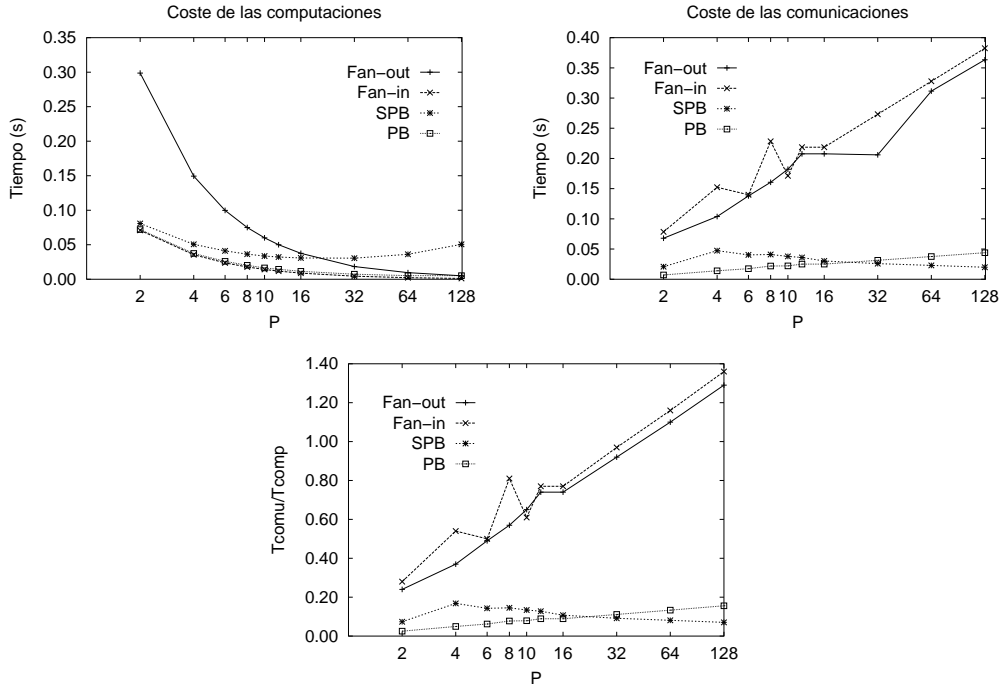 Coste de las computaciones
0.35
0.30
0.25
0.20
0.15
0.10
0.05
0.00
Tiempo (s)
Fan-out
Fan-in
SPB
PB
2 4 6 8 10 16 32 64 128
P
Coste de las comunicaciones
0.40
0.35
0.30
0.25
0.20
0.15
0.10
0.05
0.00
Tiempo (s)
Fan-out
Fan-in
SPB
PB
2 4 6 8 10 16 32 64 128
P
1.40
1.20
1.00
0.80
0.60
0.40
0.20
0.00
Tcomu/Tcomp
Fan-out
Fan-in
SPB
PB
2 4 6 8 10 16 32 64 128
P